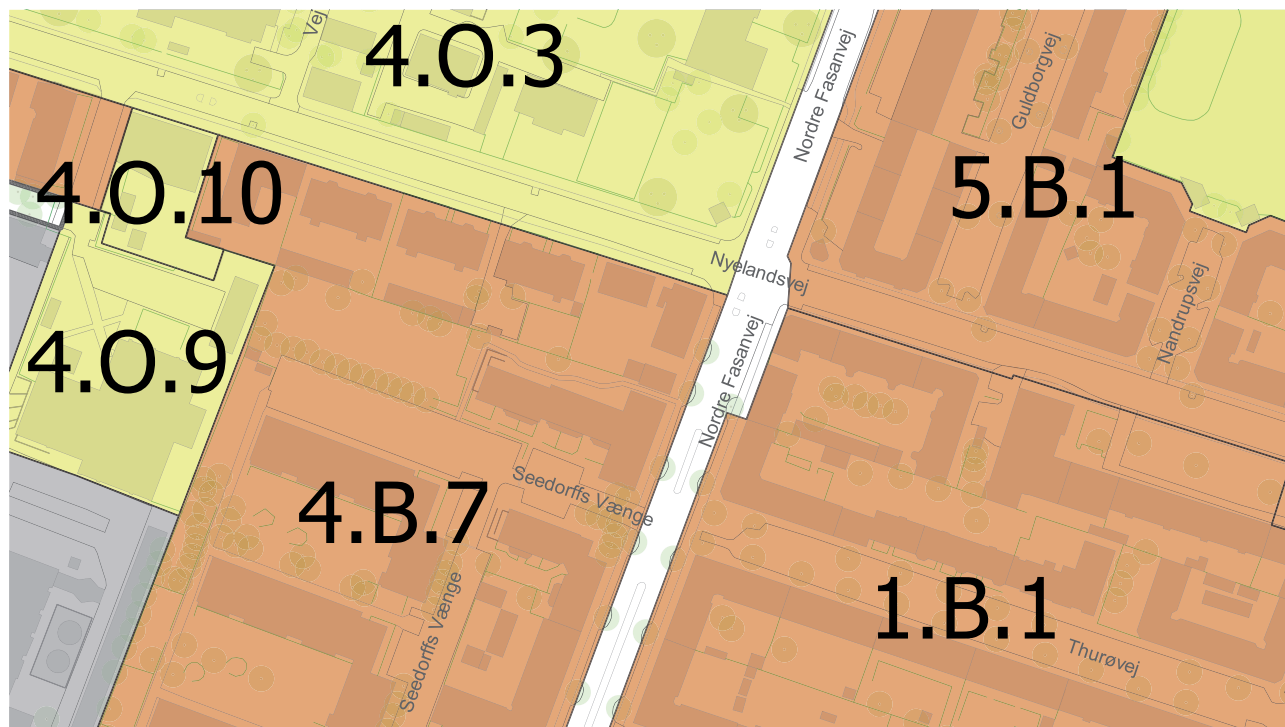 Vej
4.O.3
Nordre Fasanvej
Guldborgvej
4.O.10
5.B.1
Nyelandsvej
Nandrupsvej
4.O.9
Nordre Fasanvej
4.B.7
Seedorffs Vænge
Seedorffs Vænge
1.B.1
Thurøvej